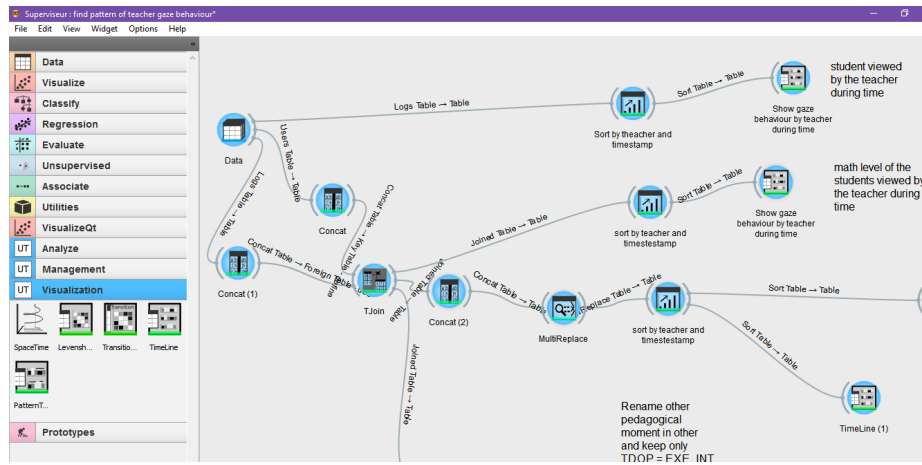 Superviseur : find pattern of teacher gaze behaviour*
File Edit View Widget Options Help
Data
Visualize
Classify
Regression
Evaluate
Unsupervised
Associate
Utilities
VisualizeQt
UT Analyze
UT Management
UT Visualization
SpaceTime Levensh... Transitio... TimeLine
PatternT...
Prototypes
Data
Logs Table → Table
Users Table → Table
Logs Table → Table
Sort by theacher and
timestamp
Sort Table → Table
Show gaze
behaviour by teacher
during time
student viewed
by the teacher
during time
Concat
Concat Table → Key Table
Concat (1)
Concat Table → Foreign Table
TJoin
Joined Table → Table
sort by teacher and
timestestamp
Sort Table → Table
Show gaze
behaviour by teacher
during time
math level of the
students viewed by
the teacher during
time
Joined Table
Concat (2)
Concat Table → Table
MultiReplace
Replace Table → Table
sort by teacher and
timestestamp
Sort Table → Table
Sort Table → Table
TimeLine (1)
Joined Table → Table
Rename other
pedagogical
moment in other
and keep only
TDOP = EXE, INT